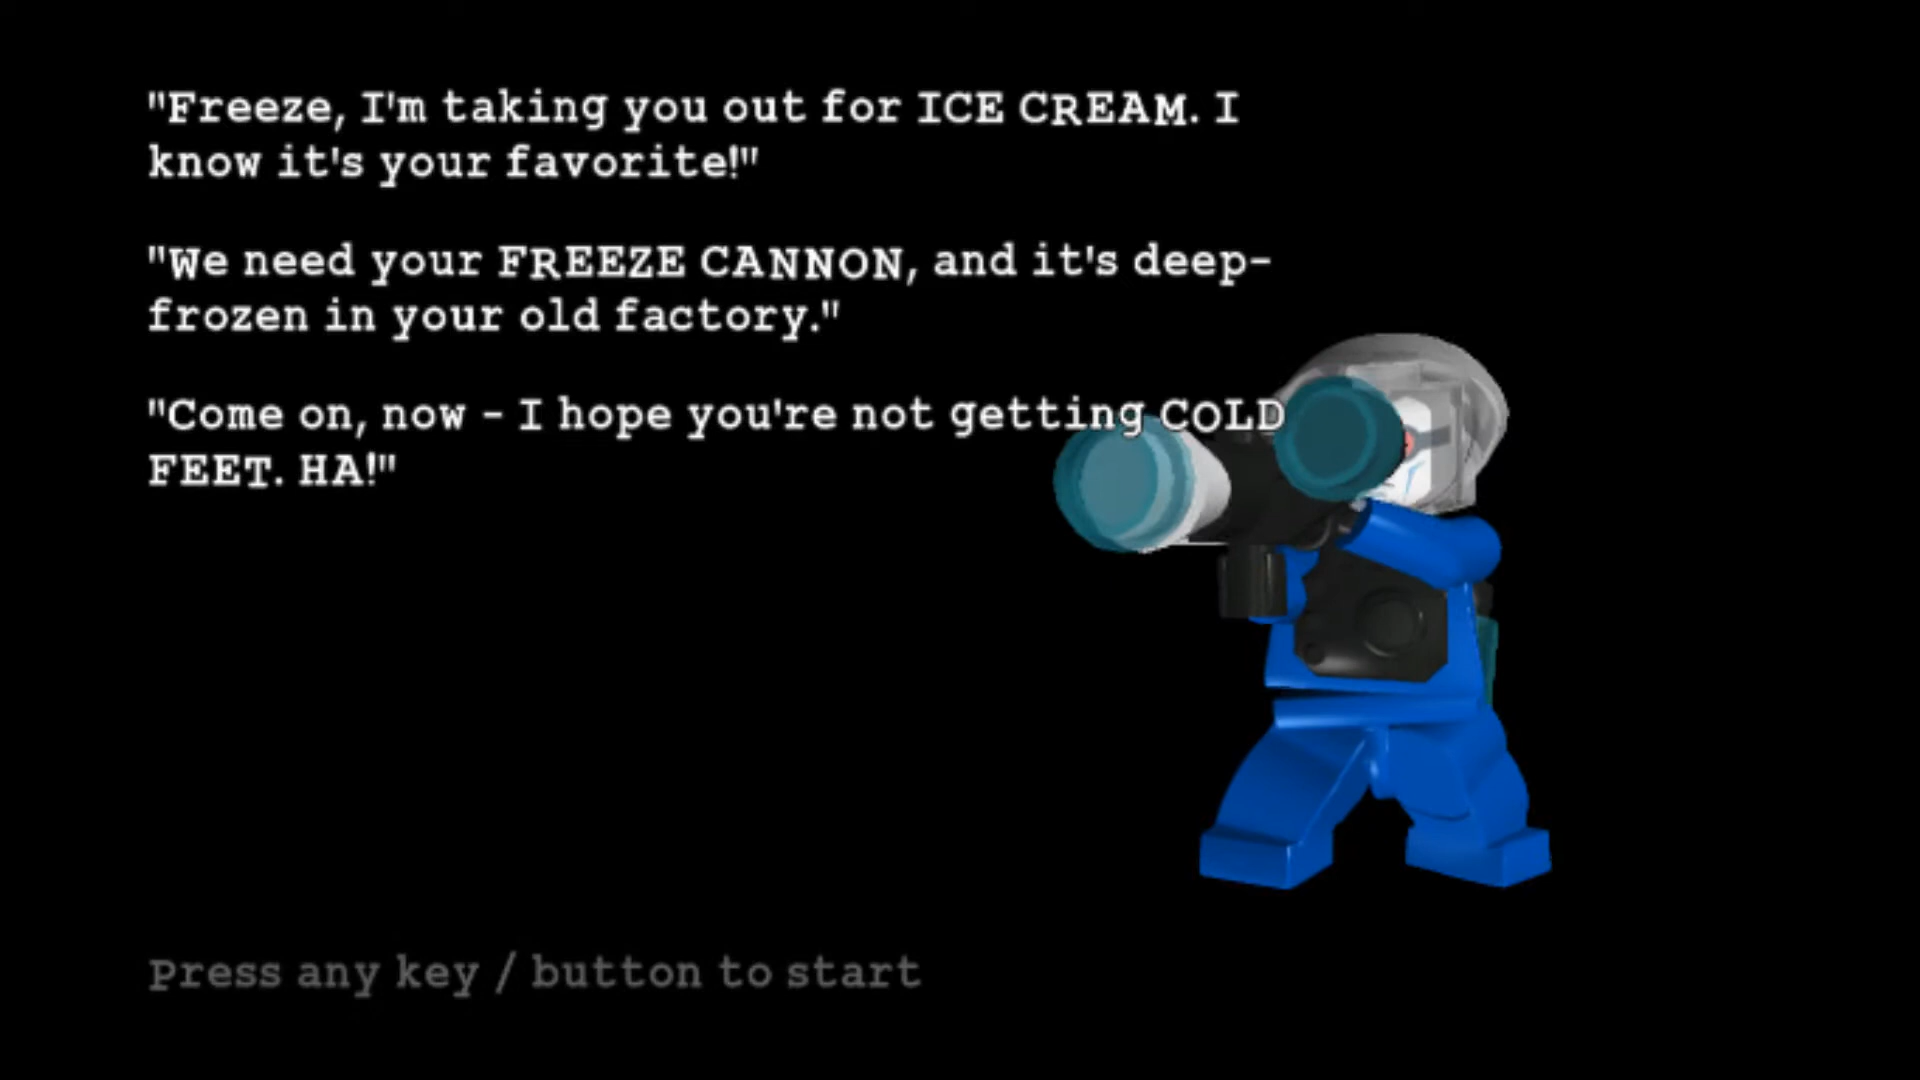 "Freeze, I'm taking you out for ICE CREAM. I
know it's your favorite!"
"We need your FREEZE CANNON, and it's deep-
frozen in your old factory."
"Come on, now - I hope you're not getting COLD
FEET. HA!"
Press any key / button to start